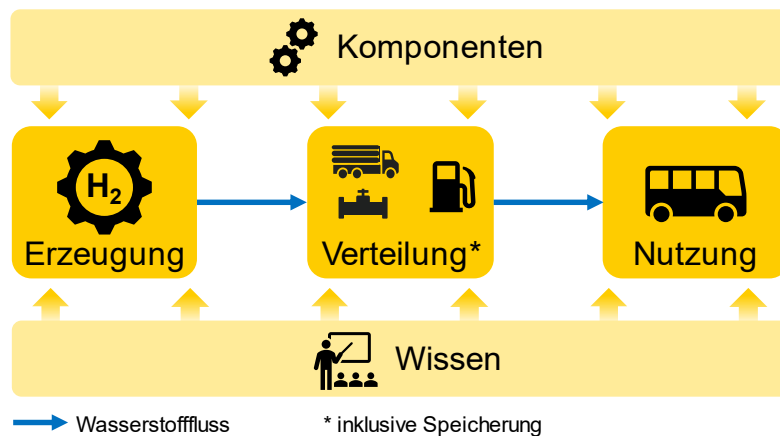 Komponenten
H₂
Erzeugung
Verteilung*
Nutzung
Wissen
Wasserstofffluss
* inklusive Speicherung